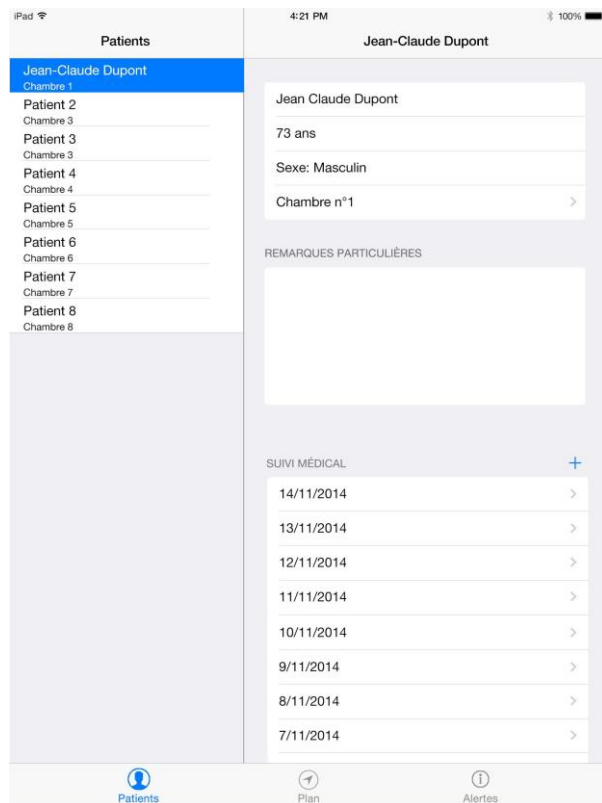 iPad 4:21 PM 100%
Patients
Jean-Claude Dupont
Chambre 1
Patient 2
Chambre 3
Patient 3
Chambre 3
Patient 4
Chambre 4
Patient 5
Chambre 5
Patient 6
Chambre 6
Patient 7
Chambre 7
Patient 8
Chambre 8
Jean-Claude Dupont
Jean Claude Dupont
73 ans
Sexe: Masculin
Chambre n°1
REMARQUES PARTICULIÈRES
SUIVI MÉDICAL +
14/11/2014
13/11/2014
12/11/2014
11/11/2014
10/11/2014
9/11/2014
8/11/2014
7/11/2014
Patients
Plan
Alertes